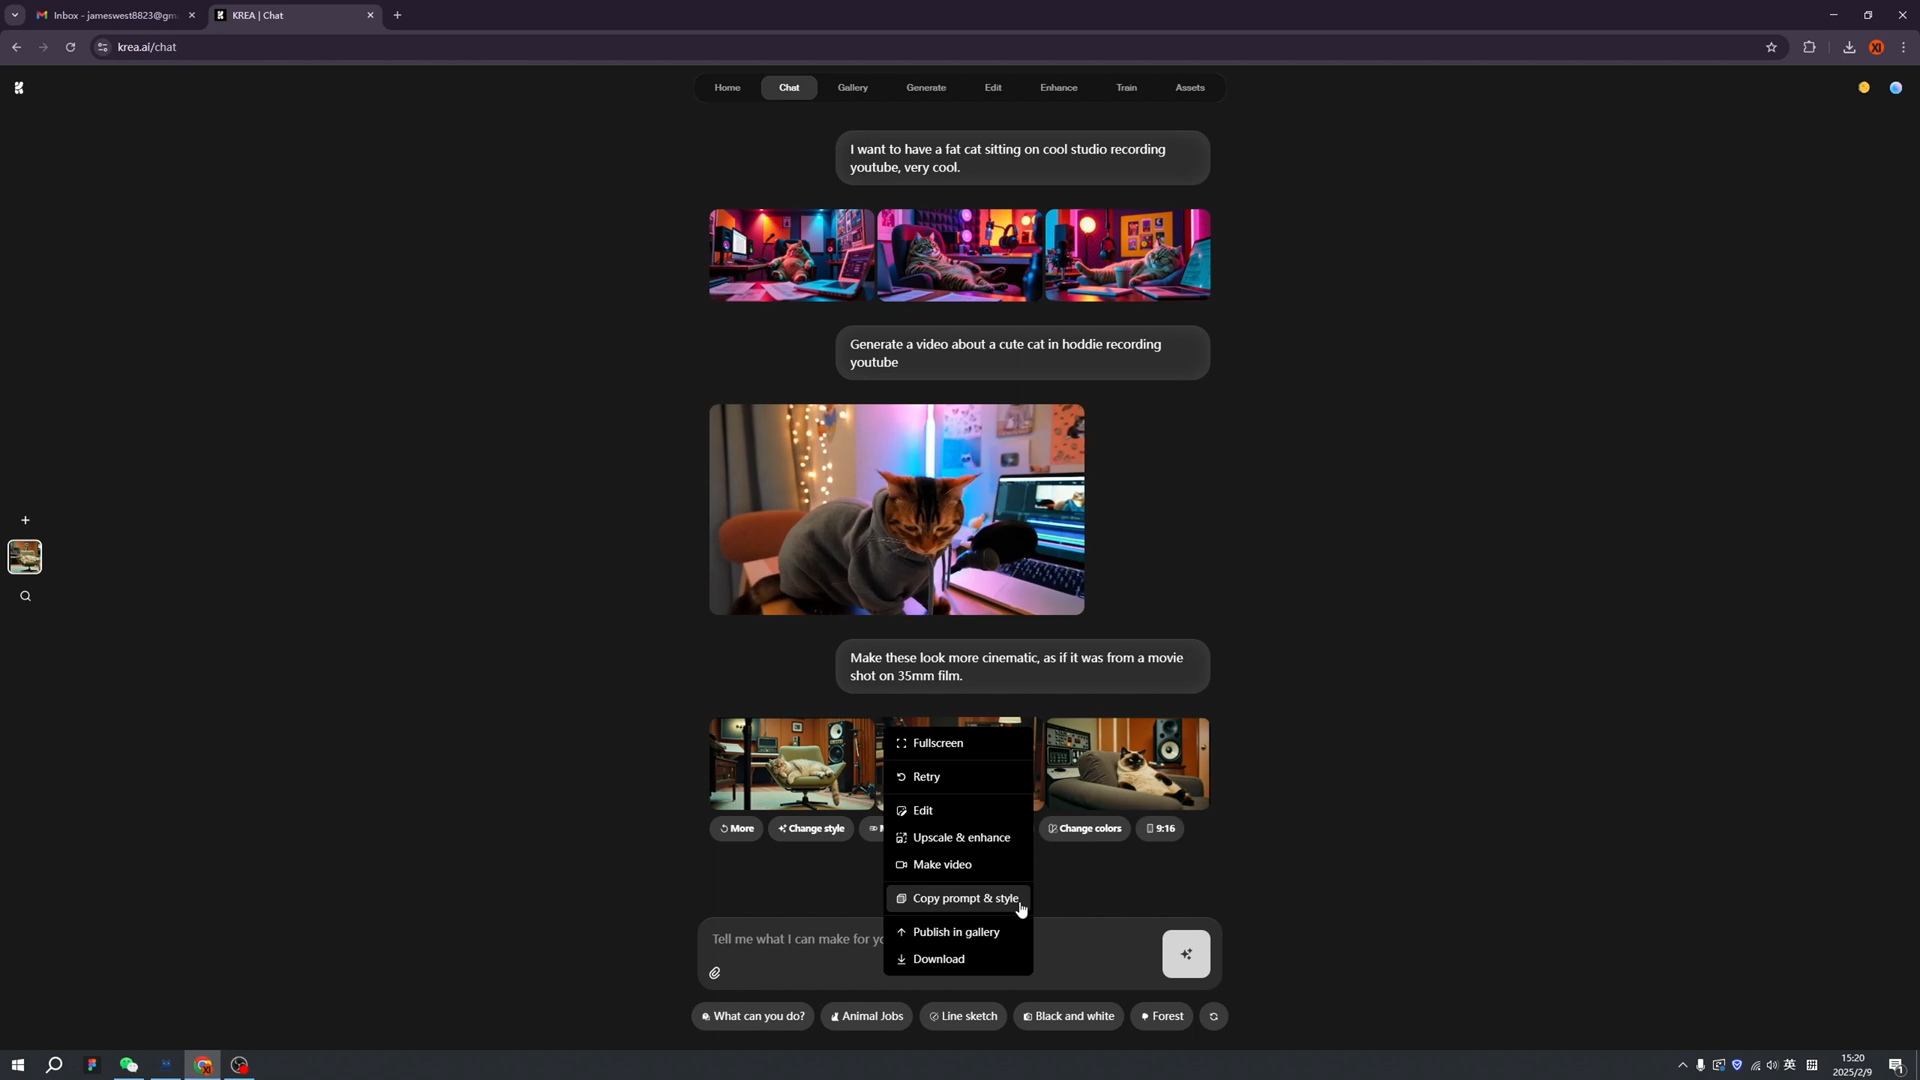 Inbox - jameswest8823@gm
KREA | Chat
krea.ai/chat
XI
Home
Chat
Gallery
Generate
Edit
Enhance
Train
Assets
I want to have a fat cat sitting on cool studio recording
youtube, very cool.
Generate a video about a cute cat in hoddie recording
youtube
Make these look more cinematic, as if it was from a movie
shot on 35mm film.
Fullscreen
Retry
Edit
Upscale & enhance
Make video
Copy prompt & style
Publish in gallery
Download
More
Change style
Change colors
9:16
Tell me what I can make for yo
What can you do?
Animal Jobs
Line sketch
Black and white
Forest
英
15:20
2025/2/9